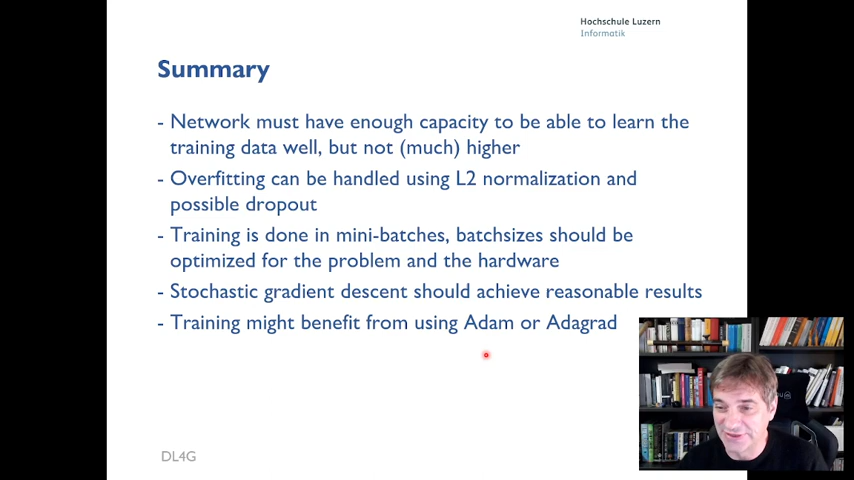 Hochschule Luzern
Informatik
Summary
- Network must have enough capacity to be able to learn the
training data well, but not (much) higher
- Overfitting can be handled using L2 normalization and
possible dropout
- Training is done in mini-batches, batchsizes should be
optimized for the problem and the hardware
- Stochastic gradient descent should achieve reasonable results
- Training might benefit from using Adam or Adagrad
DL4G